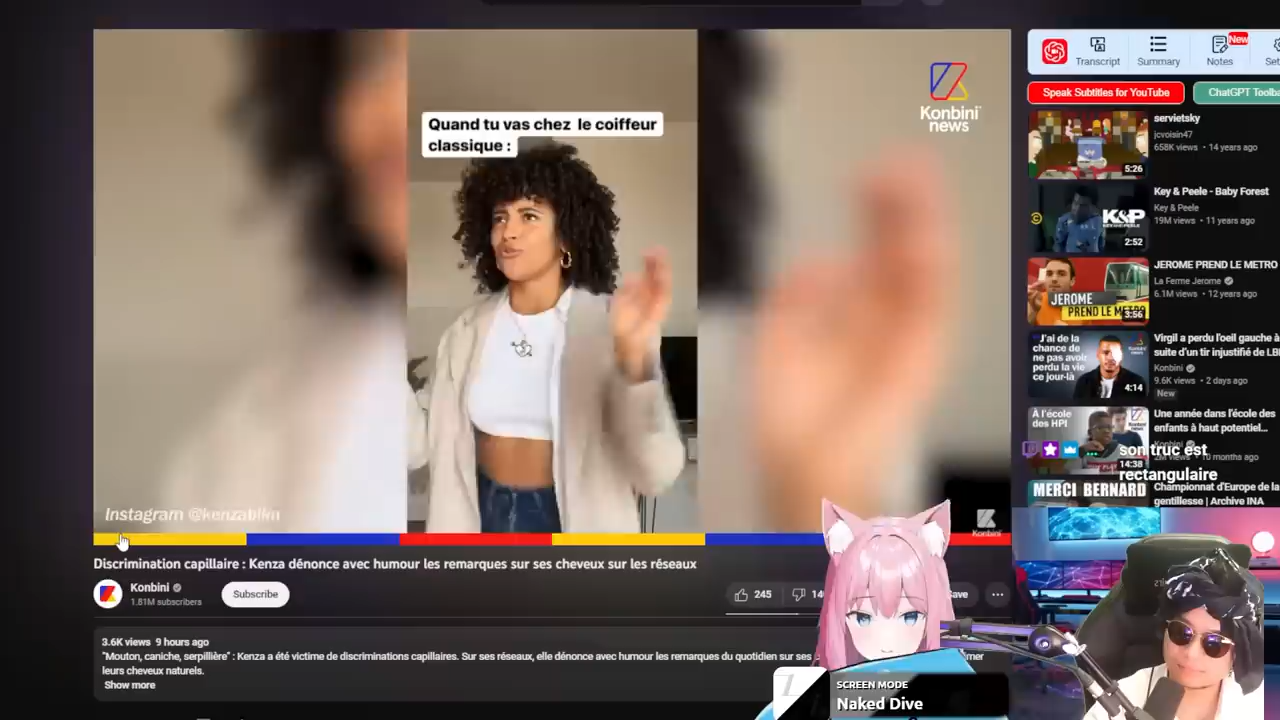 Quand tu vas chez le coiffeur
classique :
Konbini
news
Instagram @kenzablkn
Konbini
Discrimination capillaire : Kenza dénonce avec humour les remarques sur ses cheveux sur les réseaux
Konbini
1.81M subscribers
Subscribe
245
3.6K views 9 hours ago
"Mouton, caniche, serpillière" : Kenza a été victime de discriminations capillaires. Sur ses réseaux, elle dénonce avec humour les remarques du quotidien sur ses
leurs cheveux naturels.
Show more
Transcript
Summary
Notes
New
Speak Subtitles for YouTube
servietsky
jcvoisin47
658K views • 14 years ago
5:26
Key & Peele - Baby Forest
Key & Peele
19M views • 11 years ago
K&P
2:52
JEROME PREND LE METRO
La Ferme Jerome
6.1M views • 12 years ago
JEROME
PREND LE METRO
3:56
Virgil a perdu l'oeil gauche à
suite d'un tir injustifié de
Konbini
9.6K views • 2 days ago
New
"J'ai de la
chance de
ne pas avoir
perdu la vie
ce jour-là
4:14
Une année dans l'école des
enfants à haut potentiel...
Konbini
10 months ago
À l'école
des HPI
14:38
son truc est
rectangulaire
Championnat d'Europe de la
gentillesse | Archive INA
MERCI BERNARD
SCREEN MODE
Naked Dive